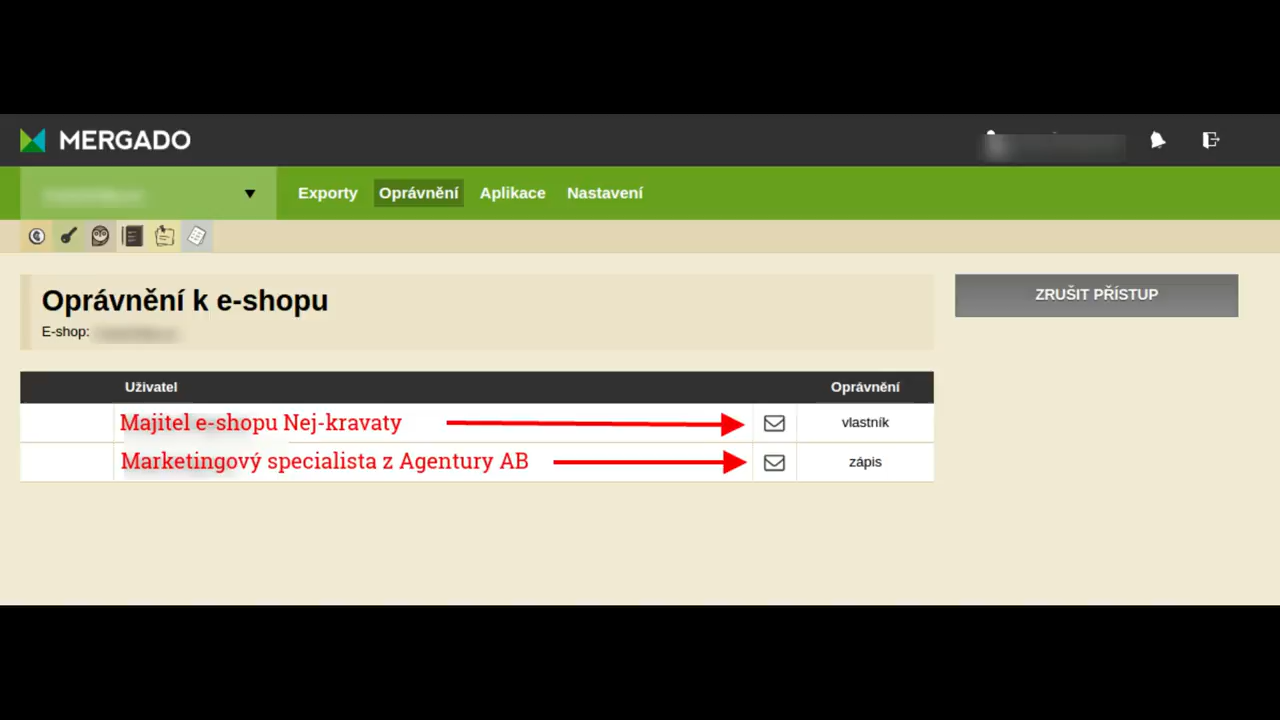 MERGADO
Exporty Oprávnění Aplikace Nastavení
Oprávnění k e-shopu
E-shop:
ZRUŠIT PŘÍSTUP
Uživatel Oprávnění
Majitel e-shopu Nej-kravaty vlastník
Marketingový specialista z Agentury AB zápis